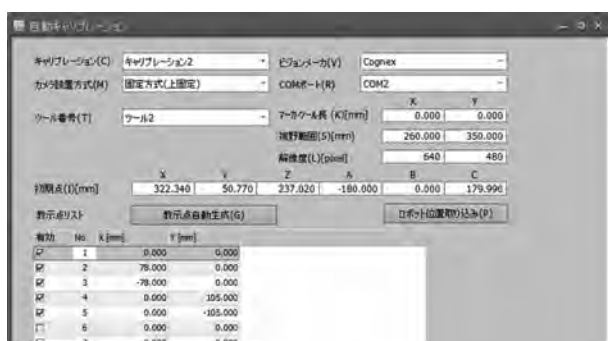 自動キャリブレーション
キャリブレーション(C) キャリブレーション2 ビジョンメーカ(V) Cognex
カメラ設置方式(M) 固定方式(上固定) COMポート(R) COM2
X Y
ツール番号(T) ツール2 マーカツール長 (K)[mm] 0.000 0.000
視野範囲(S)[mm] 260.000 350.000
解像度(L)[pixel] 640 480
X Y Z A B C
初期点(I)[mm] 322.340 50.770 237.020 -180.000 0.000 179.996
教示点リスト 教示点自動生成(G) ロボット位置取り込み(P)
有効 No. X [mm] Y [mm]
1 0.000 0.000
2 78.000 0.000
3 -78.000 0.000
4 0.000 105.000
5 0.000 -105.000
6 0.000 0.000